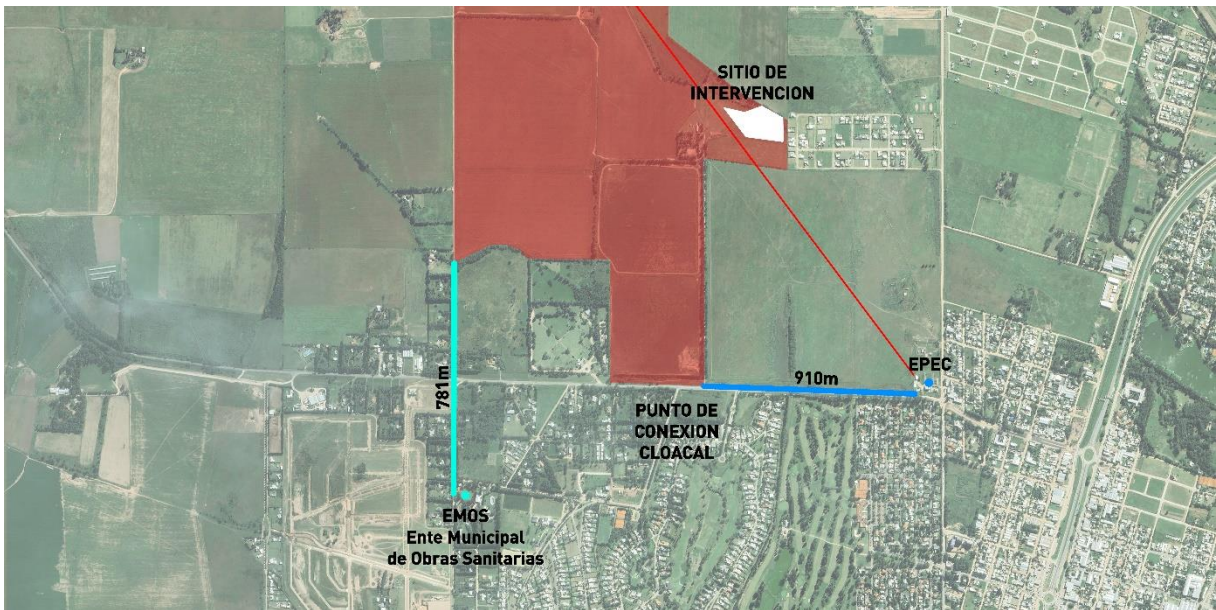 SITIO DE
INTERVENCION
781m
910m
EPEC
PUNTO DE
CONEXION
CLOACAL
EMOS
Ente Municipal
de Obras Sanitarias